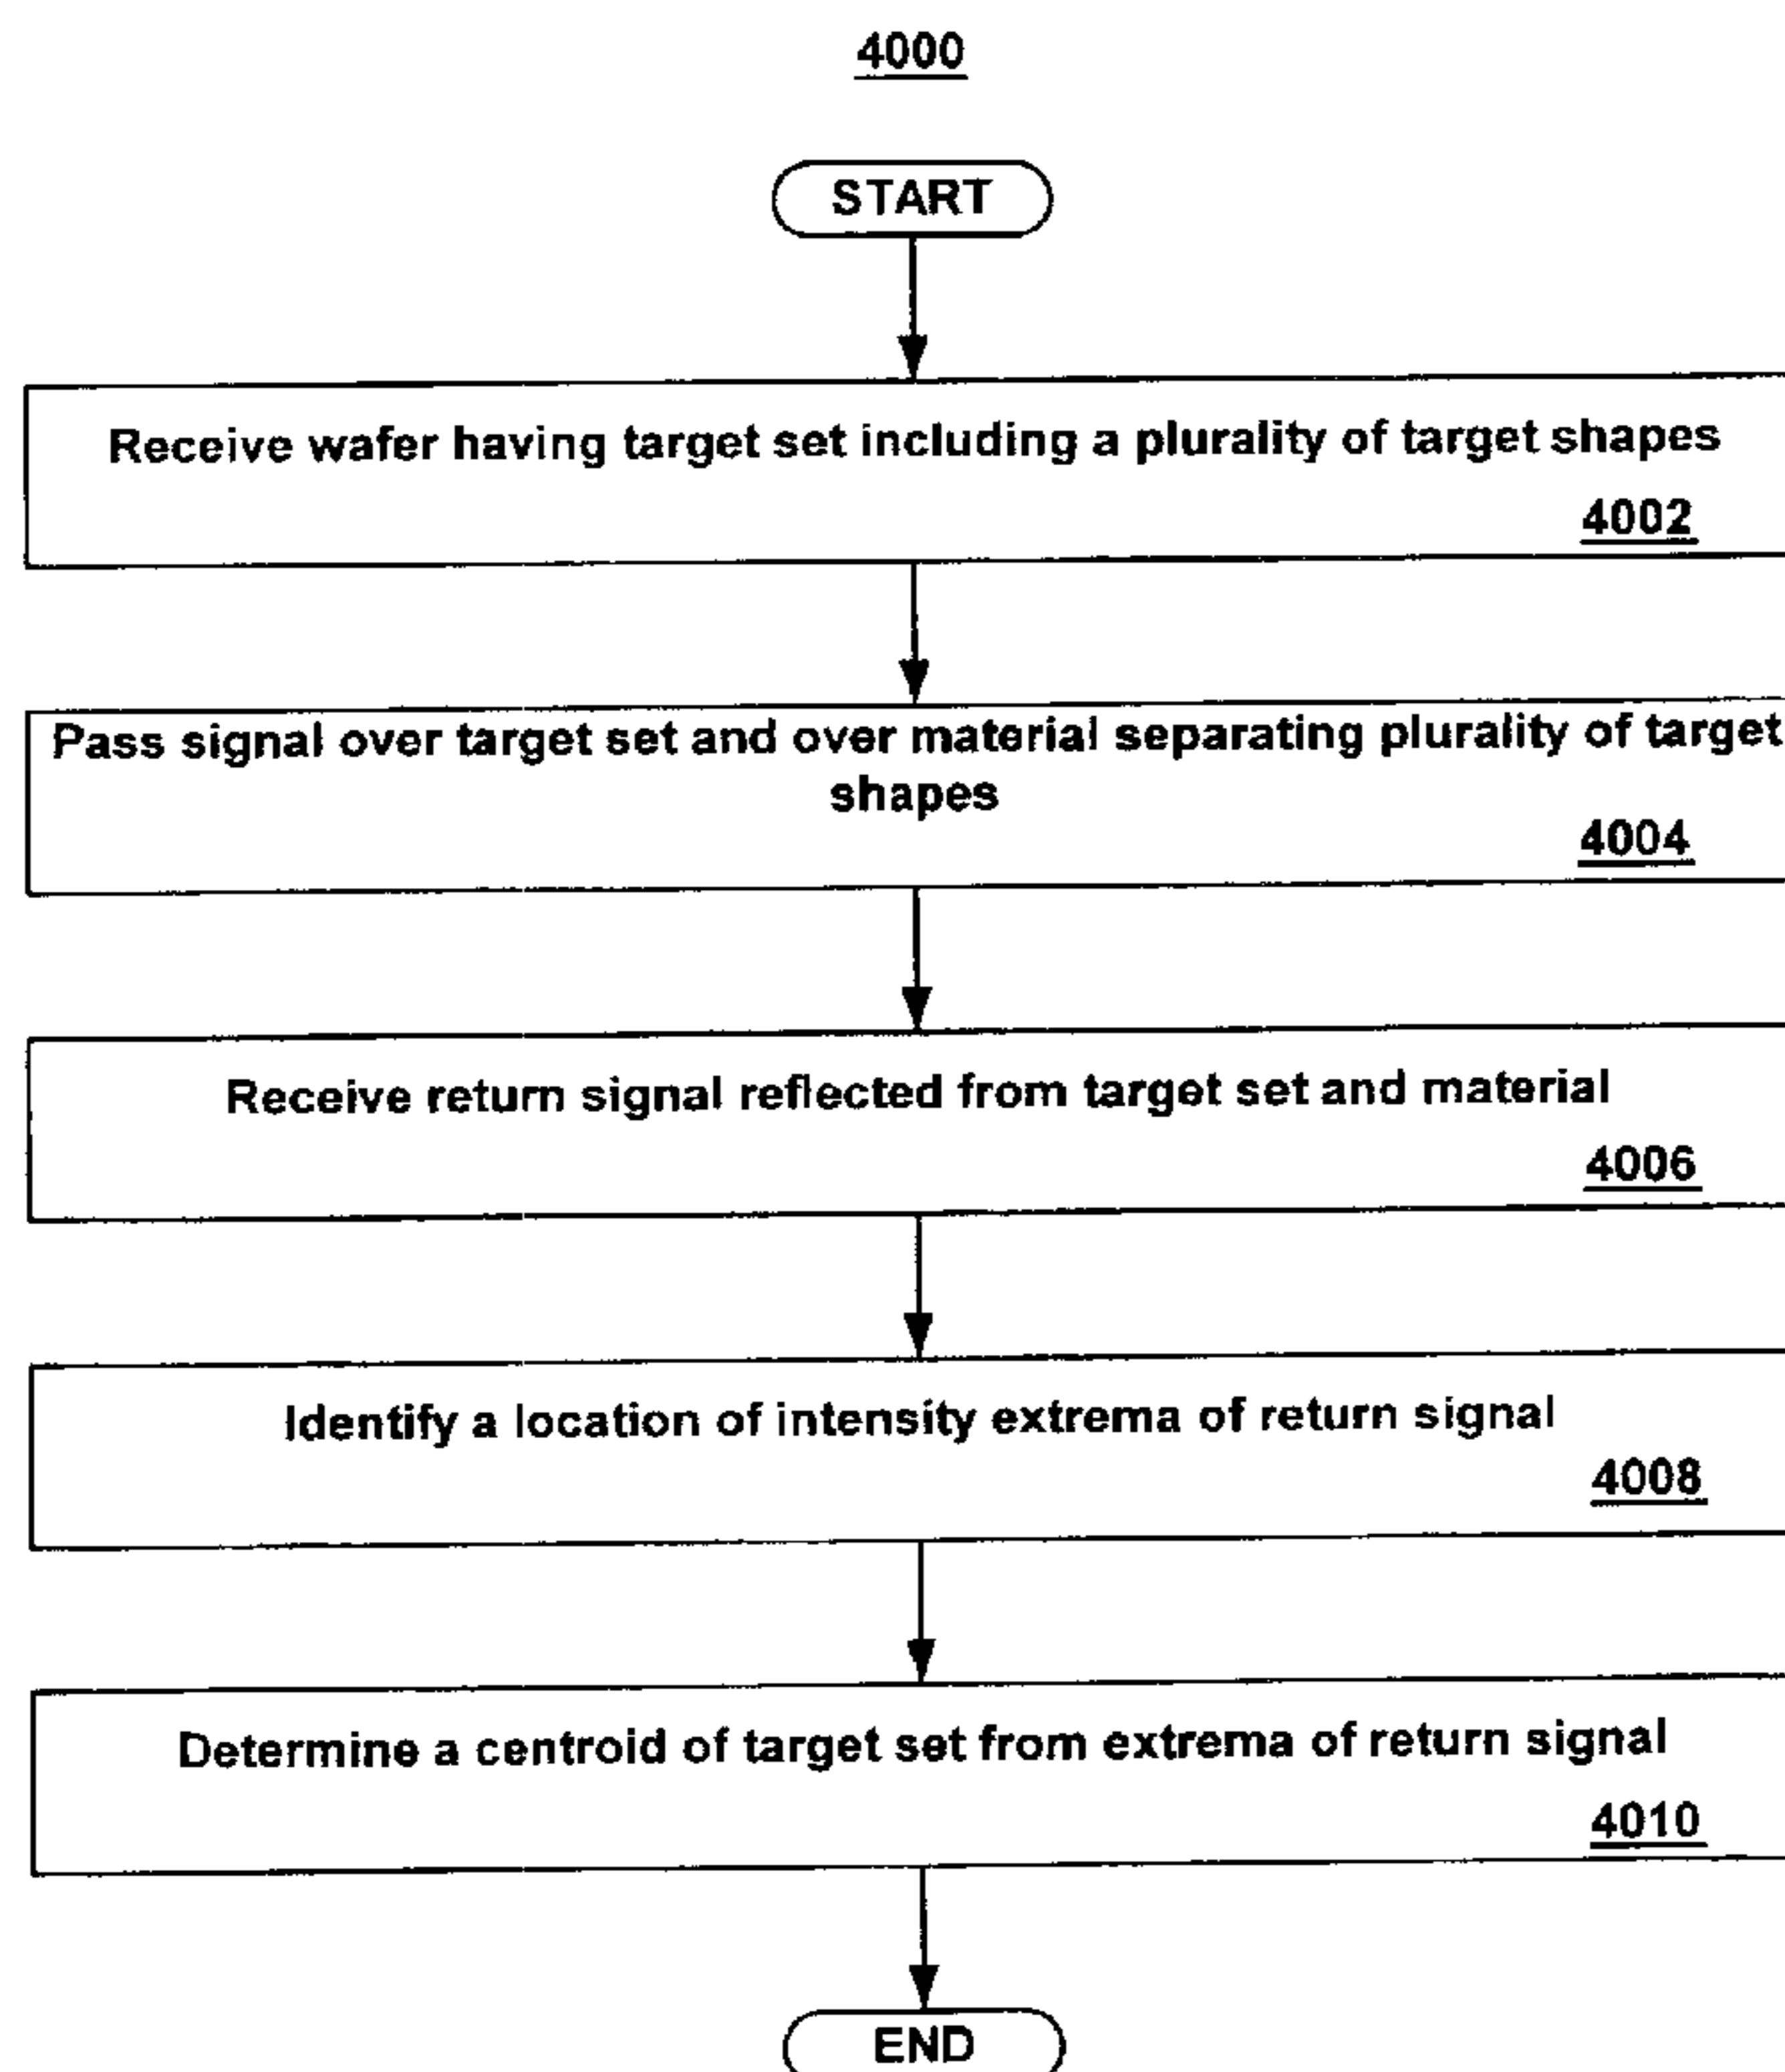 4000
START
Receive wafer having target set including a plurality of target shapes
4002
Pass signal over target set and over material separating plurality of target
shapes
4004
Receive return signal reflected from target set and material
4006
Identify a location of intensity extrema of return signal
4008
Determine a centroid of target set from extrema of return signal
4010
END